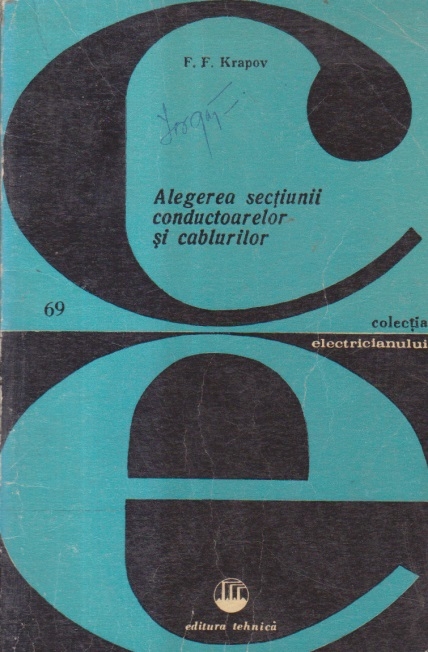 F. F. Krapov
Alegerea secțiunii
conductoarelor
și cablurilor
69
colecția
electricianului
c
e
editura tehnică